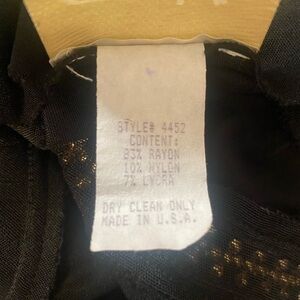 STYLE# 4452
CONTENT:
83% RAYON
10% NYLON
7% LYCRA
DRY CLEAN ONLY
MADE IN U.S.A.